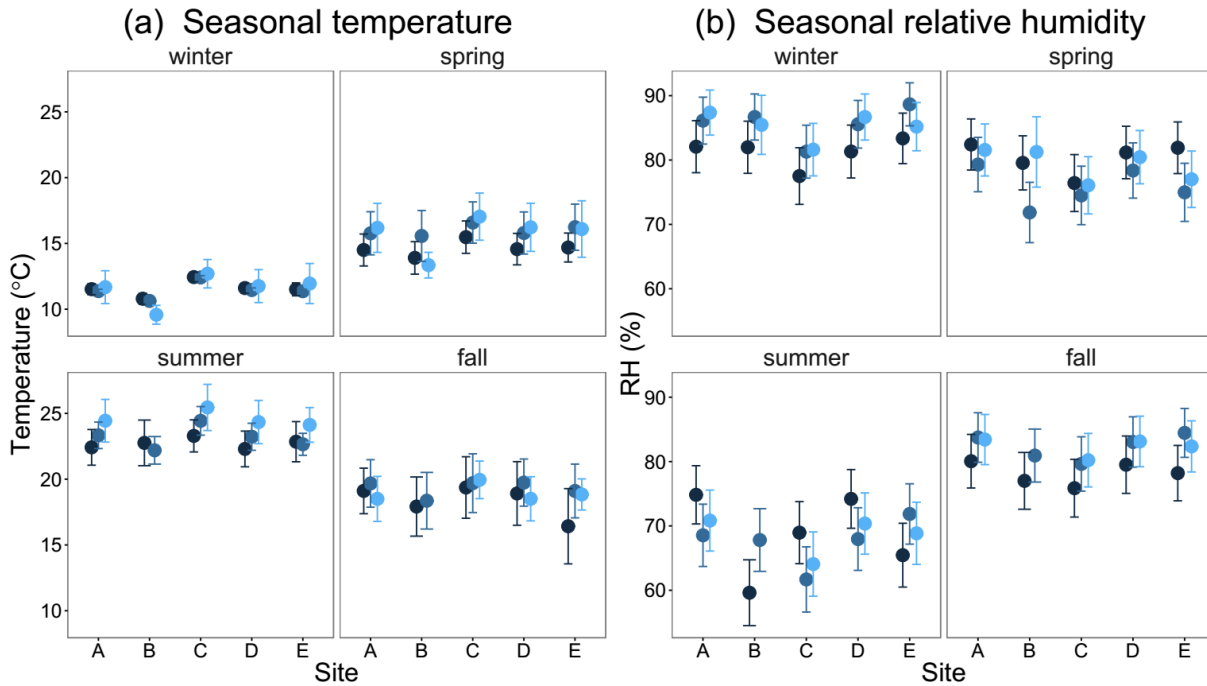 (a) Seasonal temperature
winter
spring
25
20
15
10
summer
fall
25
20
15
10
Temperature (°C)
A B C D E
A B C D E
Site
(b) Seasonal relative humidity
winter
spring
90
80
70
60
summer
fall
90
80
70
60
RH (%)
A B C D E
A B C D E
Site